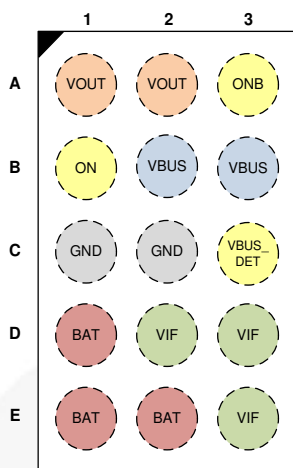 1 2 3
A VOUT VOUT ONB
B ON VBUS VBUS
C GND GND VBUS_
DET
D BAT VIF VIF
E BAT BAT VIF